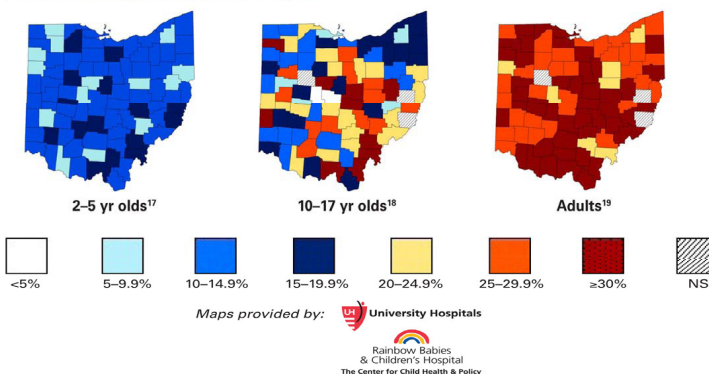 2–5 yr olds¹⁷
10–17 yr olds¹⁸
Adults¹⁹
<5%
5–9.9%
10–14.9%
15–19.9%
20–24.9%
25–29.9%
≥30%
NS
Maps provided by:
UH
University Hospitals
Rainbow Babies
& Children's Hospital
The Center for Child Health & Policy